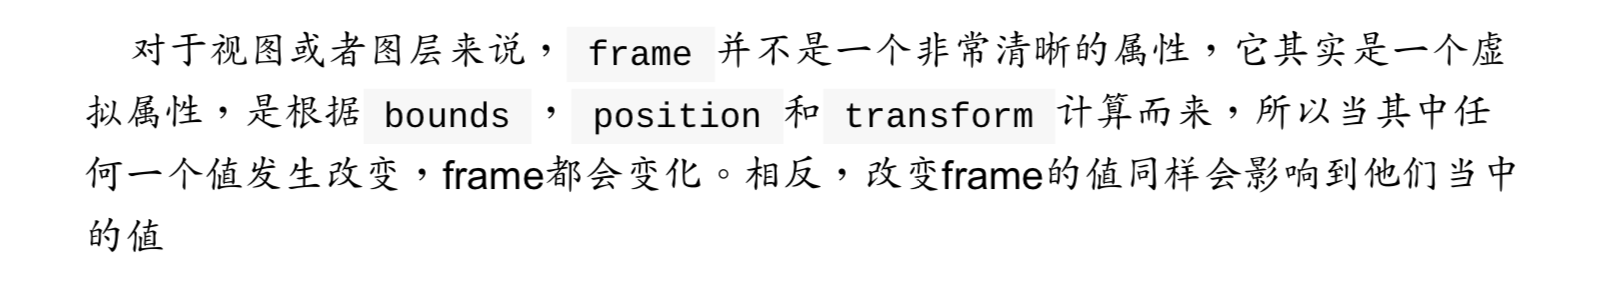 对于视图或者图层来说， frame 并不是一个非常清晰的属性，它其实是一个虚
拟属性，是根据 bounds ， position 和 transform 计算而来，所以当其中任
何一个值发生改变，frame都会变化。相反，改变frame的值同样会影响到他们当中
的值